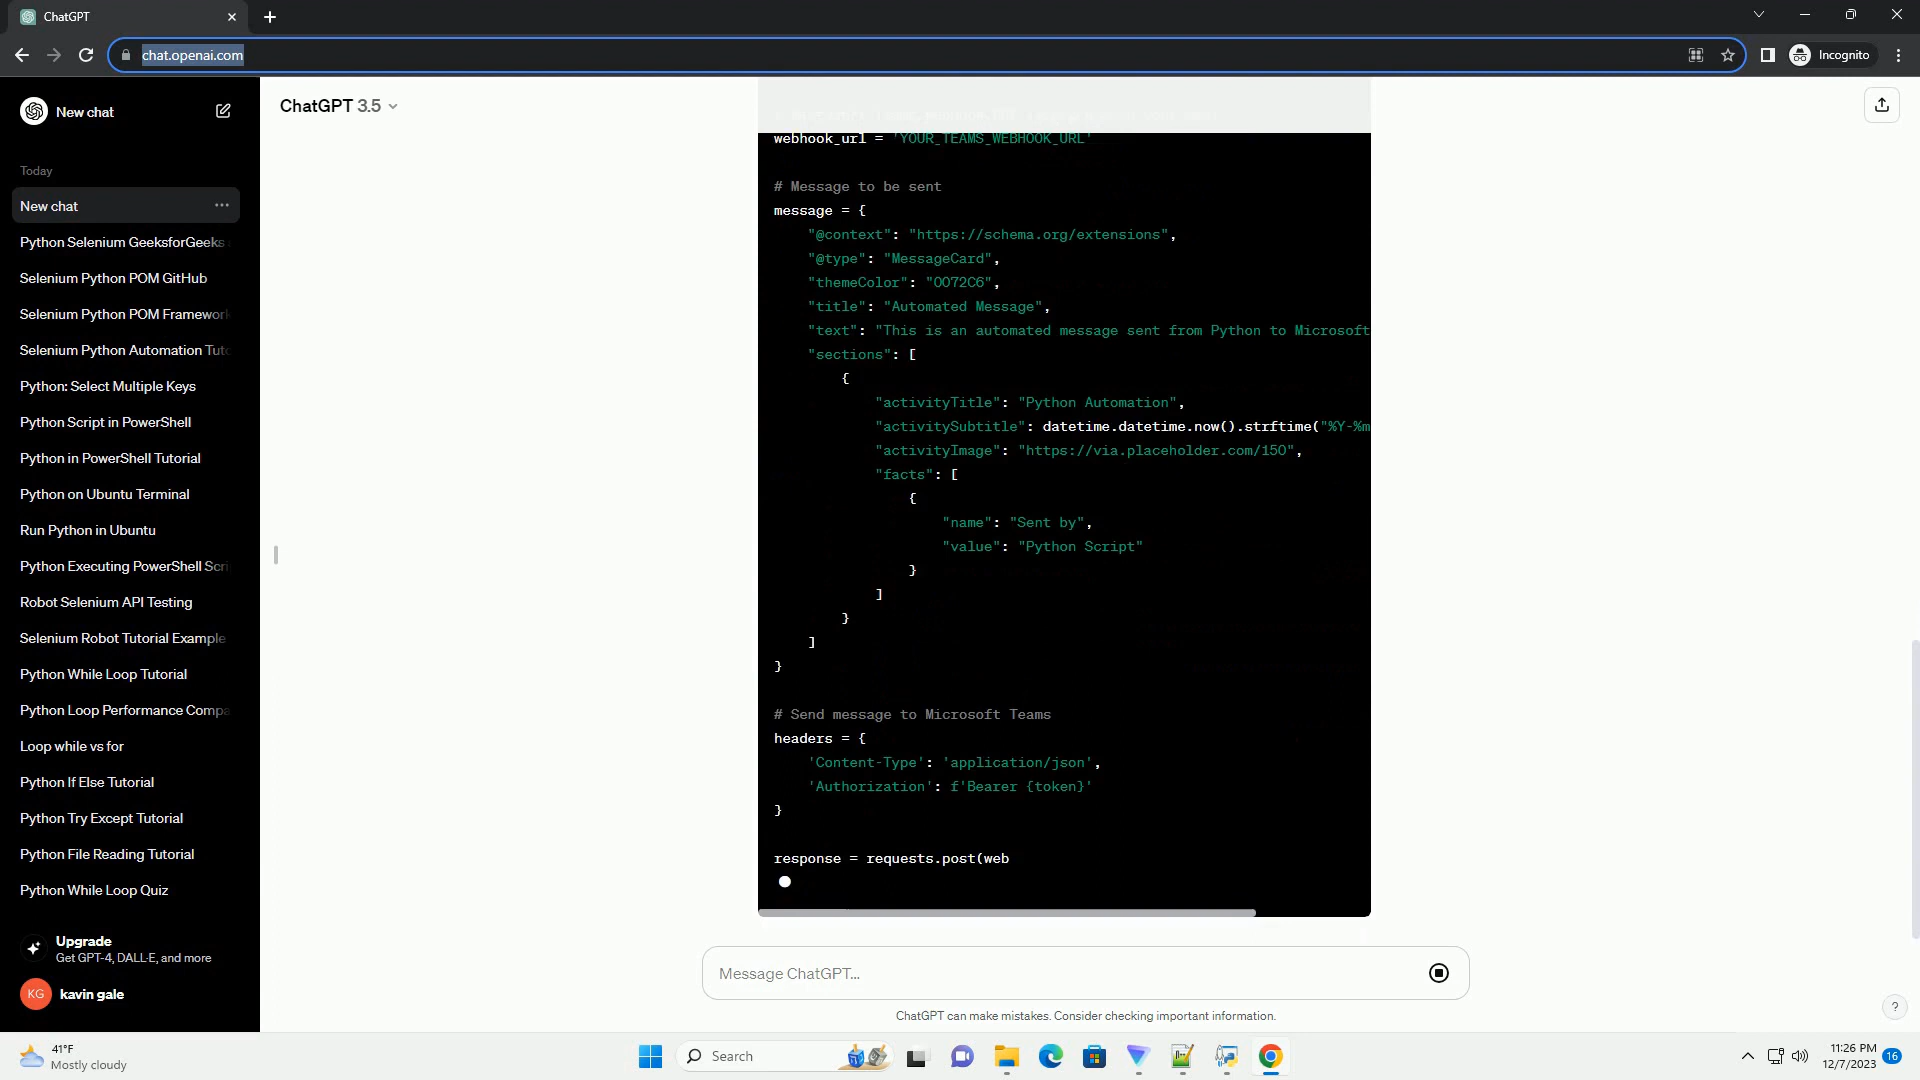 ChatGPT
chat.openai.com
Incognito
New chat
Today
New chat
Python Selenium GeeksforGeeks
Selenium Python POM GitHub
Selenium Python POM Framework
Selenium Python Automation Tuto
Python: Select Multiple Keys
Python Script in PowerShell
Python in PowerShell Tutorial
Python on Ubuntu Terminal
Run Python in Ubuntu
Python Executing PowerShell Scri
Robot Selenium API Testing
Selenium Robot Tutorial Example
Python While Loop Tutorial
Python Loop Performance Compa
Loop while vs for
Python If Else Tutorial
Python Try Except Tutorial
Python File Reading Tutorial
Python While Loop Quiz
Upgrade
Get GPT-4, DALL·E, and more
KG kavin gale
ChatGPT 3.5
webhook_url = 'YOUR_TEAMS_WEBHOOK_URL'
# Message to be sent
message = {
"@context": "https://schema.org/extensions",
"@type": "MessageCard",
"themeColor": "0072C6",
"title": "Automated Message",
"text": "This is an automated message sent from Python to Microsoft
"sections": [
{
"activityTitle": "Python Automation",
"activitySubtitle": datetime.datetime.now().strftime("%Y-%m
"activityImage": "https://via.placeholder.com/150",
"facts": [
{
"name": "Sent by",
"value": "Python Script"
}
]
}
]
}
# Send message to Microsoft Teams
headers = {
'Content-Type': 'application/json',
'Authorization': f'Bearer {token}'
}
response = requests.post(web
Message ChatGPT...
ChatGPT can make mistakes. Consider checking important information.
?
41°F
Mostly cloudy
Search
11:26 PM
12/7/2023
16